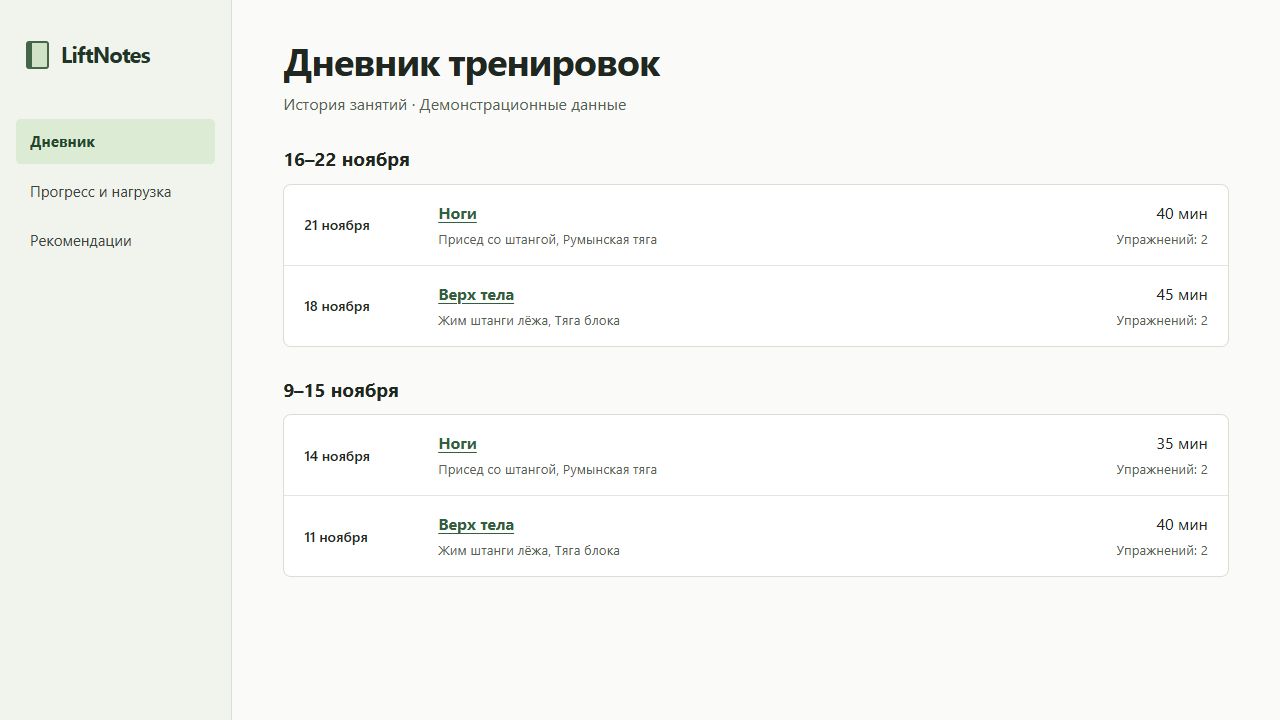 LiftNotes
Дневник
Прогресс и нагрузка
Рекомендации
Дневник тренировок
История занятий · Демонстрационные данные
16–22 ноября
21 ноября
Ноги
Присед со штангой, Румынская тяга
40 мин
Упражнений: 2
18 ноября
Верх тела
Жим штанги лёжа, Тяга блока
45 мин
Упражнений: 2
9–15 ноября
14 ноября
Ноги
Присед со штангой, Румынская тяга
35 мин
Упражнений: 2
11 ноября
Верх тела
Жим штанги лёжа, Тяга блока
40 мин
Упражнений: 2